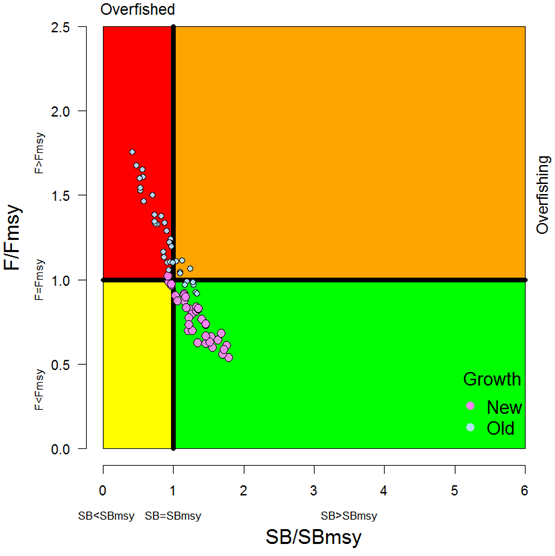 Overfished
2.5
2.0
1.5
1.0
0.5
0.0
F>Fmsy
F=Fmsy
F<Fmsy
F/Fmsy
Overfishing
Growth
New
Old
0 1 2 3 4 5 6
SB<SBmsy SB=SBmsy SB>SBmsy
SB/SBmsy